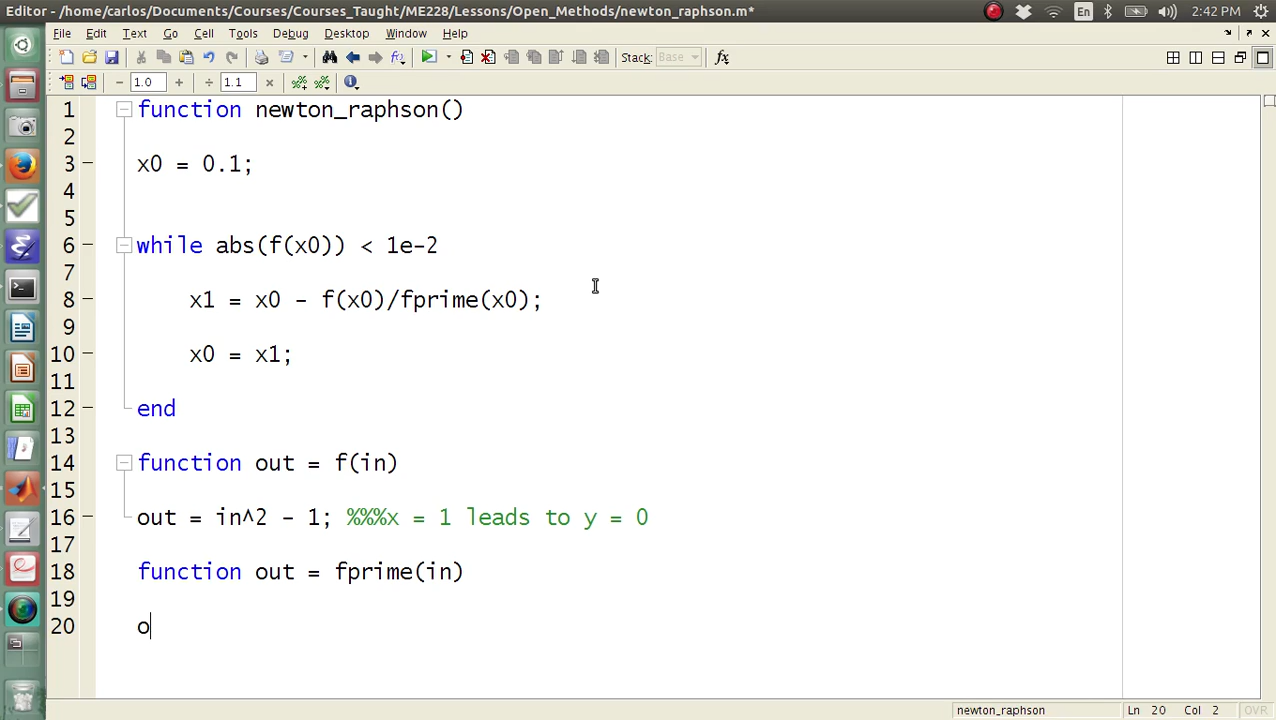 Editor - /home/carlos/Documents/Courses/Courses_Taught/ME228/Lessons/Open_Methods/newton_raphson.m*
En
2:42 PM
File Edit Text Go Cell Tools Debug Desktop Window Help
Stack: Base
fx
- 1.0 + ÷ 1.1 ×
1 function newton_raphson()
2
3 x0 = 0.1;
4
5
6 while abs(f(x0)) < 1e-2
7
8 x1 = x0 - f(x0)/fprime(x0);
9
10 x0 = x1;
11
12 end
13
14 function out = f(in)
15
16 out = in^2 - 1; %%%x = 1 leads to y = 0
17
18 function out = fprime(in)
19
20 o
newton_raphson
Ln 20 Col 2
OVR